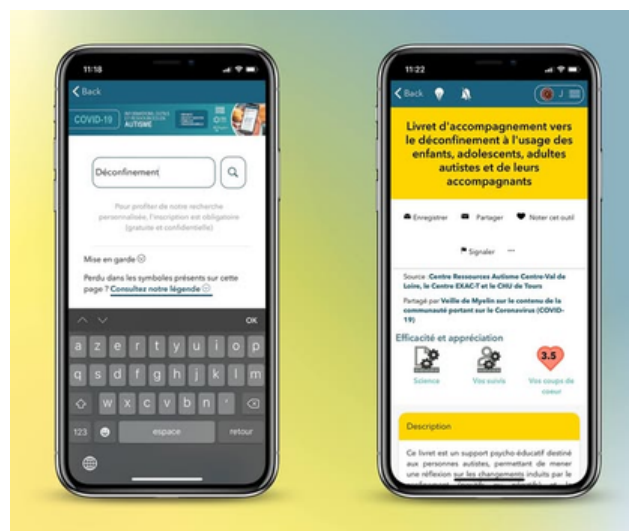 11:18
Back
COVID-19
AUTISME
Déconfinement
Pour profiter de notre recherche
personnalisée, l'inscription est obligatoire
(gratuite et confidentielle)
Mise en garde
Perdu dans les symboles présents sur cette
page ? Consultez notre légende
OK
a z e r t y u i o p
q s d f g h j k l m
w x c v b n '
123 espace retour
11:22
Back J
Livret d'accompagnement vers
le déconfinement à l'usage des
enfants, adolescents, adultes
autistes et de leurs
accompagnants
Enregistrer Partager Noter cet outil
Signaler ...
Source : Centre Ressources Autisme Centre-Val de
Loire, le Centre EXAC-T et le CHU de Tours
Partagé par Veille de Myelin sur le contenu de la
communauté portant sur le Coronavirus (COVID-
19)
Efficacité et appréciation
3.5
Science Vos suivis Vos coups de
coeur
Description
Ce livret est un support psycho-éducatif destiné
aux personnes autistes, permettant de mener
une réflexion sur les changements induits par le